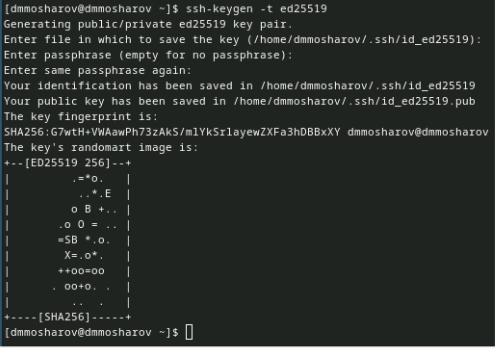 [dmmosharov@dmmosharov ~]$ ssh-keygen -t ed25519
Generating public/private ed25519 key pair.
Enter file in which to save the key (/home/dmmosharov/.ssh/id_ed25519):
Enter passphrase (empty for no passphrase):
Enter same passphrase again:
Your identification has been saved in /home/dmmosharov/.ssh/id_ed25519
Your public key has been saved in /home/dmmosharov/.ssh/id_ed25519.pub
The key fingerprint is:
SHA256:G7wtH+VWAawPh73zAkS/mlYkSrlayewZXFa3hDBBxXY dmmosharov@dmmosharov
The key's randomart image is:
+--[ED25519 256]--+
|         .=*o.   |
|          ..*.E  |
|         o B +.. |
|       .o O = .. |
|       =SB *.o.  |
|        X=.o*.   |
|       ++oo=oo   |
|      . oo+o. .  |
|         ..  .   |
+----[SHA256]-----+
[dmmosharov@dmmosharov ~]$